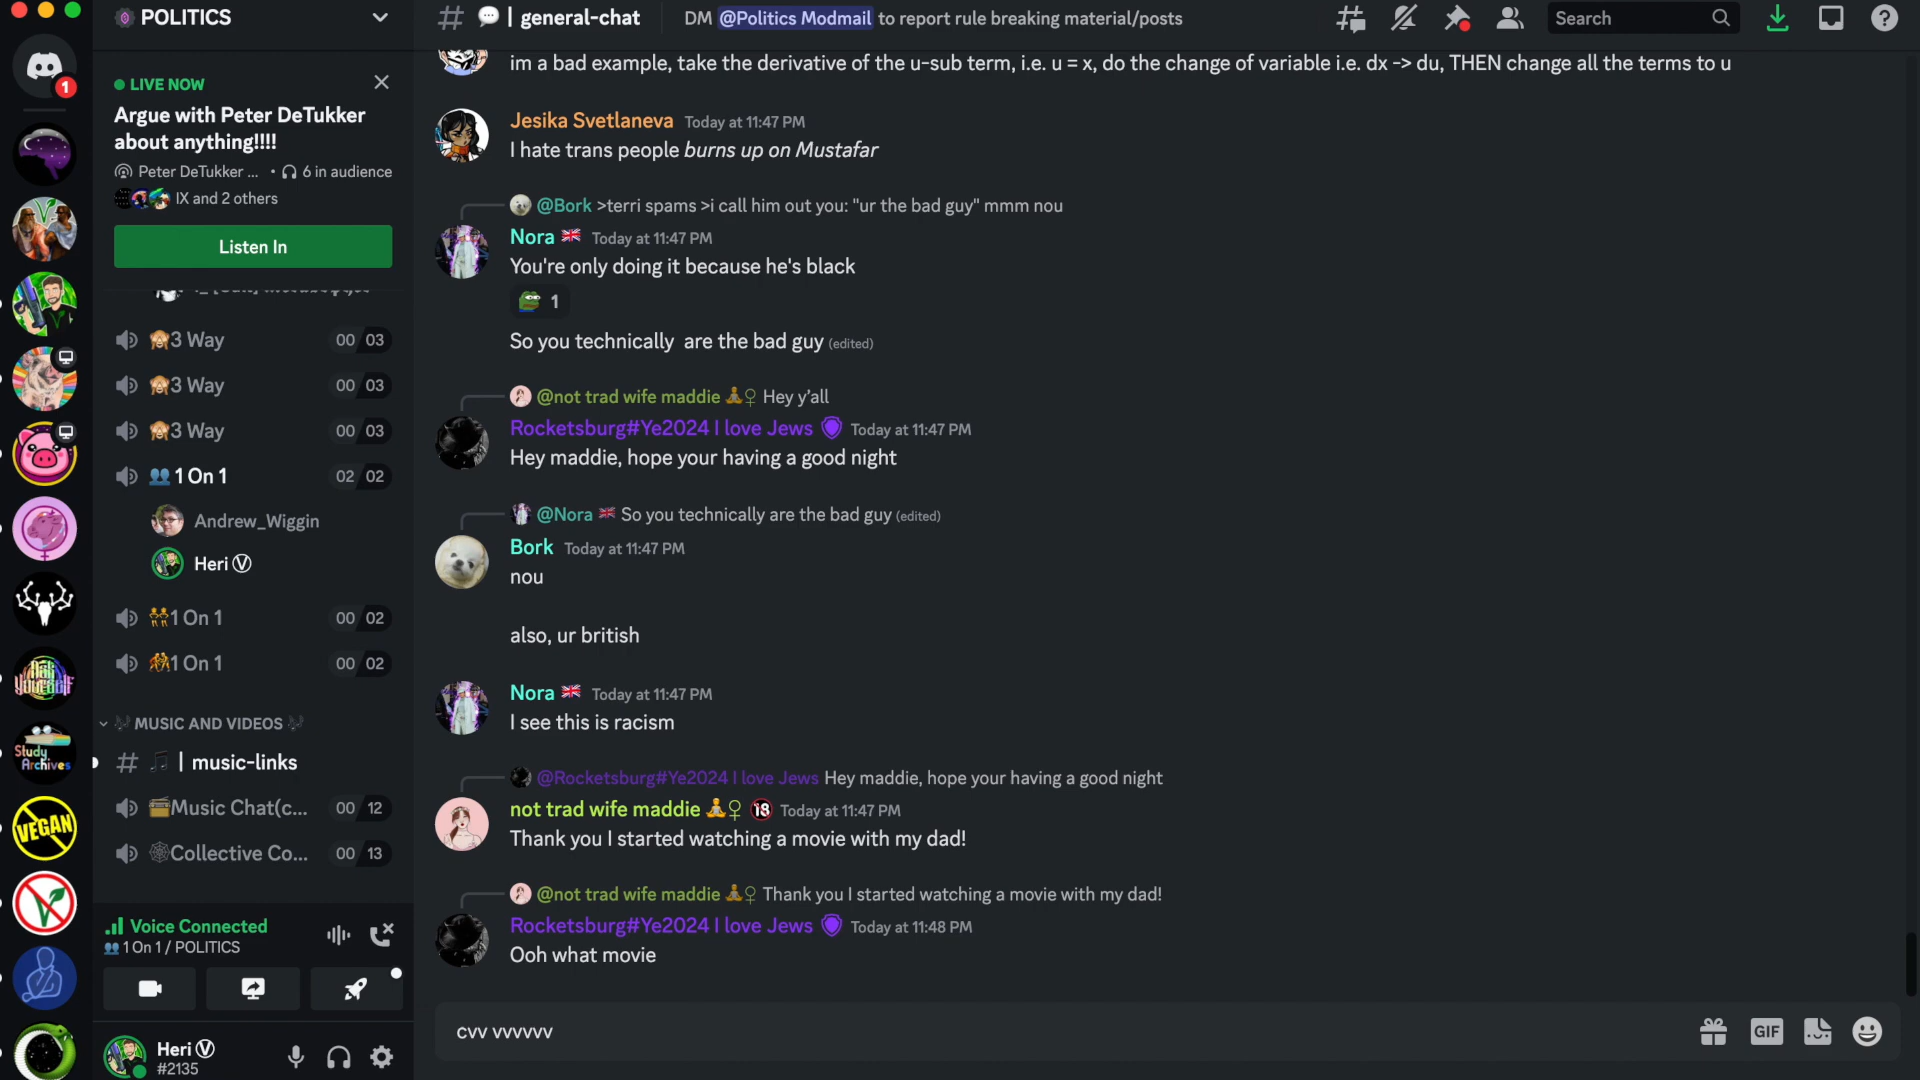 POLITICS
LIVE NOW
Argue with Peter DeTukker
about anything!!!!
Peter DeTukker ... • 6 in audience
IX and 2 others
Listen In
3 Way 00 03
3 Way 00 03
3 Way 00 03
1 On 1 02 02
Andrew_Wiggin
Heri Ⓥ
1 On 1 00 02
1 On 1 00 02
MUSIC AND VIDEOS
| music-links
Music Chat(c... 00 12
Collective Co... 00 13
Voice Connected
1 On 1 / POLITICS
Heri Ⓥ
#2135
1
Ask
Yourself
Study
Archives
VEGAN
| general-chat
DM @Politics Modmail to report rule breaking material/posts
Search
im a bad example, take the derivative of the u-sub term, i.e. u = x, do the change of variable i.e. dx -> du, THEN change all the terms to u
Jesika Svetlaneva Today at 11:47 PM
I hate trans people burns up on Mustafar
@Bork >terri spams >i call him out you: "ur the bad guy" mmm nou
Nora Today at 11:47 PM
You're only doing it because he's black
1
So you technically are the bad guy (edited)
@not trad wife maddie Hey y'all
Rocketsburg#Ye2024 I love Jews Today at 11:47 PM
Hey maddie, hope your having a good night
@Nora So you technically are the bad guy (edited)
Bork Today at 11:47 PM
nou
also, ur british
Nora Today at 11:47 PM
I see this is racism
@Rocketsburg#Ye2024 I love Jews Hey maddie, hope your having a good night
not trad wife maddie 18 Today at 11:47 PM
Thank you I started watching a movie with my dad!
@not trad wife maddie Thank you I started watching a movie with my dad!
Rocketsburg#Ye2024 I love Jews Today at 11:48 PM
Ooh what movie
cvv vvvvvv
GIF